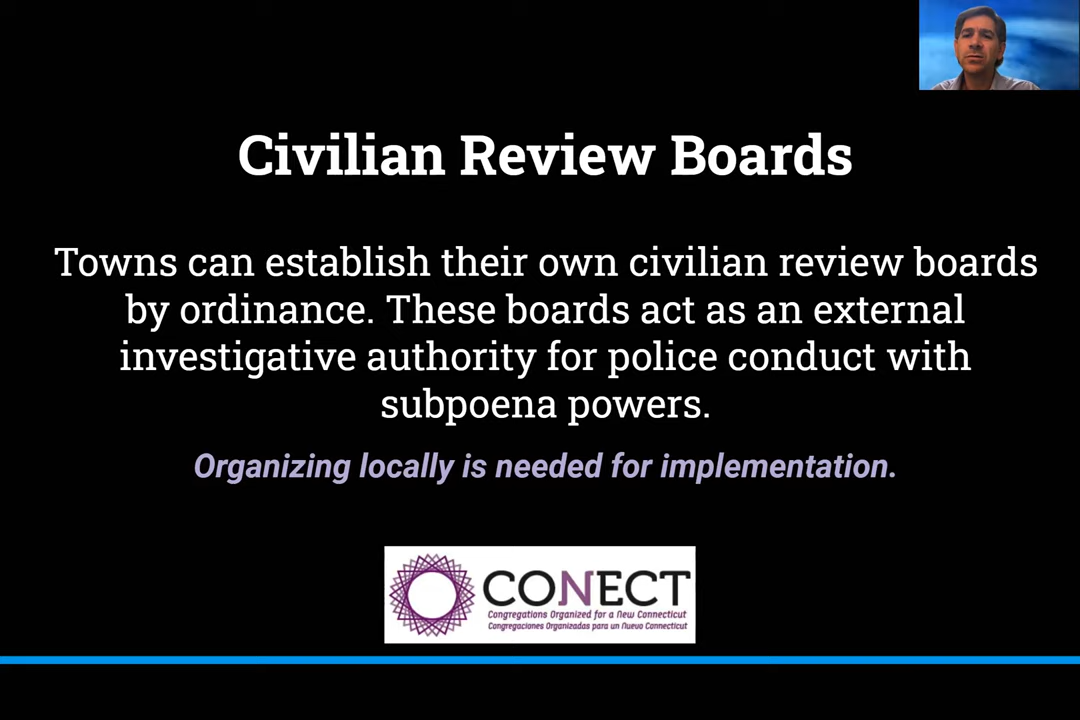 Civilian Review Boards
Towns can establish their own civilian review boards
by ordinance. These boards act as an external
investigative authority for police conduct with
subpoena powers.
Organizing locally is needed for implementation.
CONECT
Congregations Organized for a New Connecticut
Congregaciones Organizadas para un Nuevo Connecticut